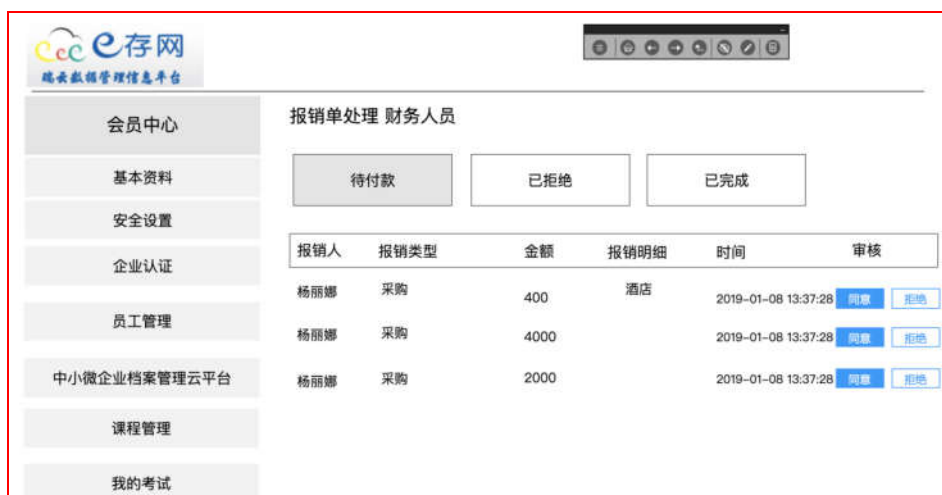 Ccc e存网
瑞云数据管理信息平台
会员中心
基本资料
安全设置
企业认证
员工管理
中小微企业档案管理云平台
课程管理
我的考试
报销单处理 财务人员
待付款 已拒绝 已完成
报销人 报销类型 金额 报销明细 时间 审核
杨丽娜 采购 400 酒店 2019-01-08 13:37:28 同意 拒绝
杨丽娜 采购 4000 2019-01-08 13:37:28 同意 拒绝
杨丽娜 采购 2000 2019-01-08 13:37:28 同意 拒绝